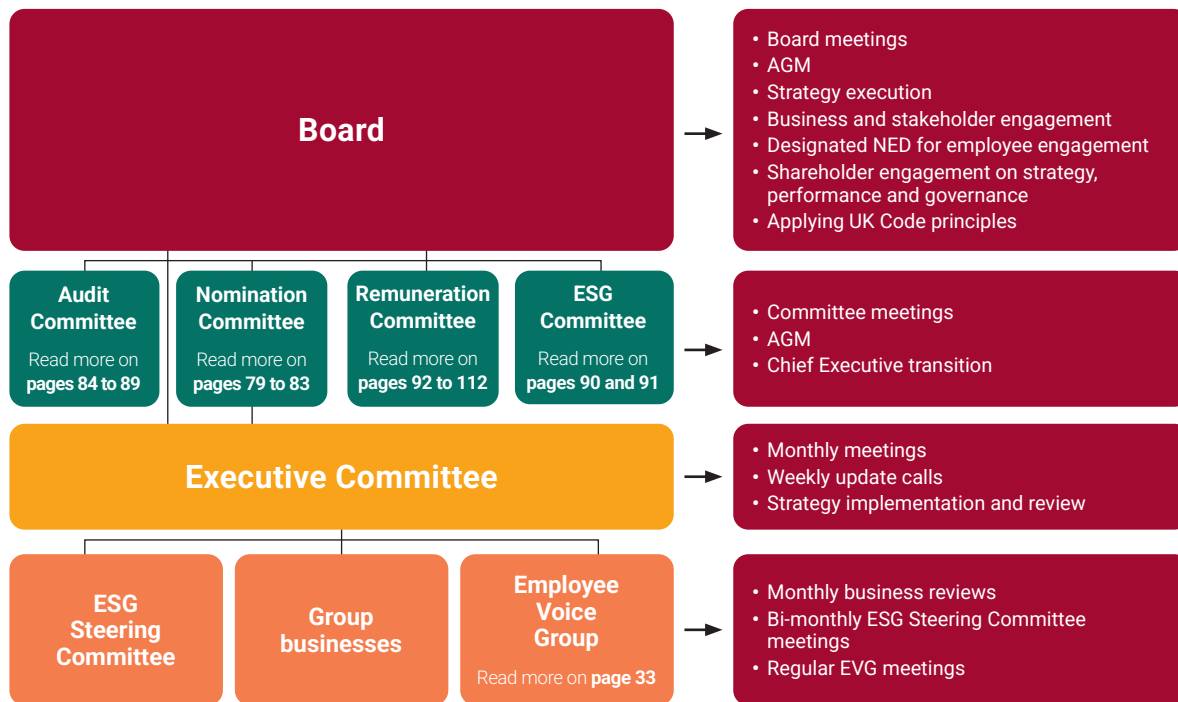 Board
• Board meetings
• AGM
• Strategy execution
• Business and stakeholder engagement
• Designated NED for employee engagement
• Shareholder engagement on strategy,
performance and governance
• Applying UK Code principles
Audit
Committee
Read more on
pages 84 to 89
Nomination
Committee
Read more on
pages 79 to 83
Remuneration
Committee
Read more on
pages 92 to 112
ESG
Committee
Read more on
pages 90 and 91
• Committee meetings
• AGM
• Chief Executive transition
Executive Committee
• Monthly meetings
• Weekly update calls
• Strategy implementation and review
ESG
Steering
Committee
Group
businesses
Employee
Voice
Group
Read more on page 33
• Monthly business reviews
• Bi-monthly ESG Steering Committee
meetings
• Regular EVG meetings